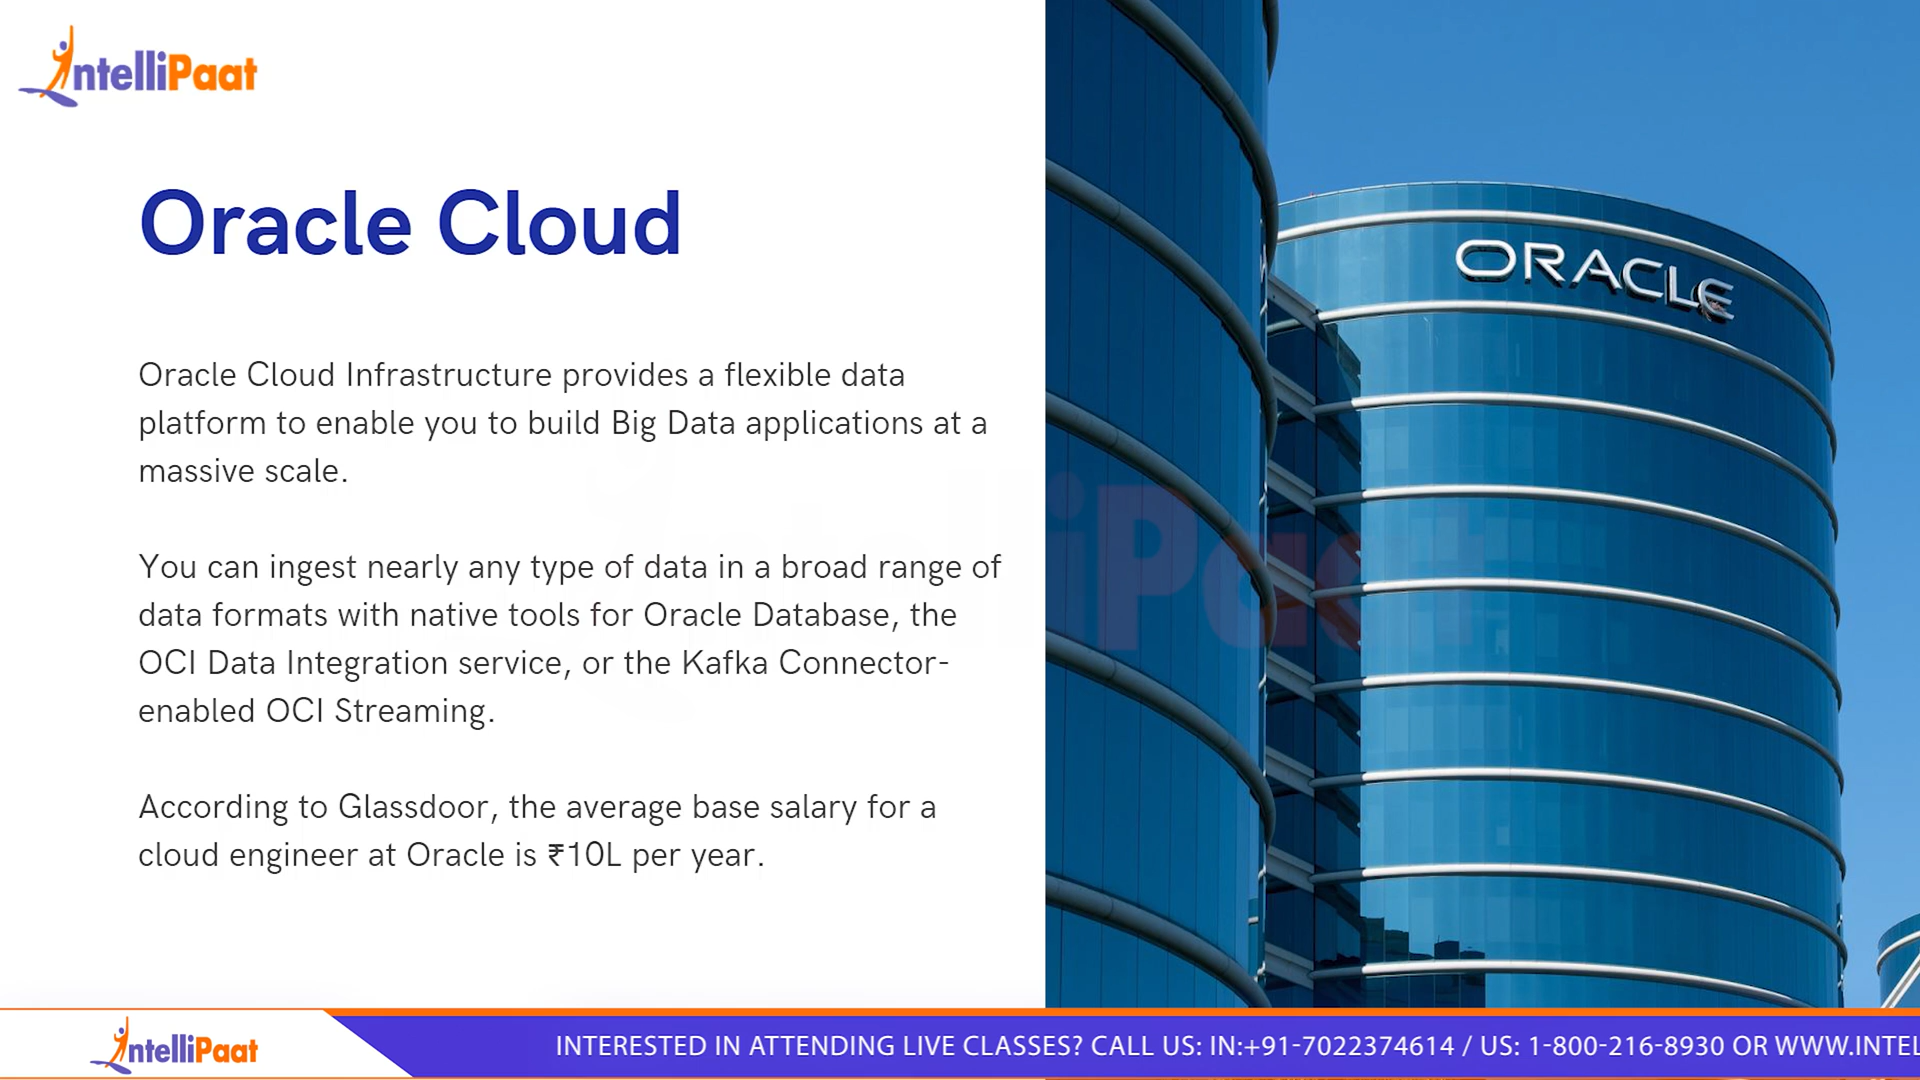 IntelliPaat
Oracle Cloud
ORACLE
Oracle Cloud Infrastructure provides a flexible data
platform to enable you to build Big Data applications at a
massive scale.
You can ingest nearly any type of data in a broad range of
data formats with native tools for Oracle Database, the
OCI Data Integration service, or the Kafka Connector-
enabled OCI Streaming.
According to Glassdoor, the average base salary for a
cloud engineer at Oracle is ₹10L per year.
IntelliPaat
IntelliPaat
INTERESTED IN ATTENDING LIVE CLASSES? CALL US: IN:+91-7022374614 / US: 1-800-216-8930 OR WWW.INTEL